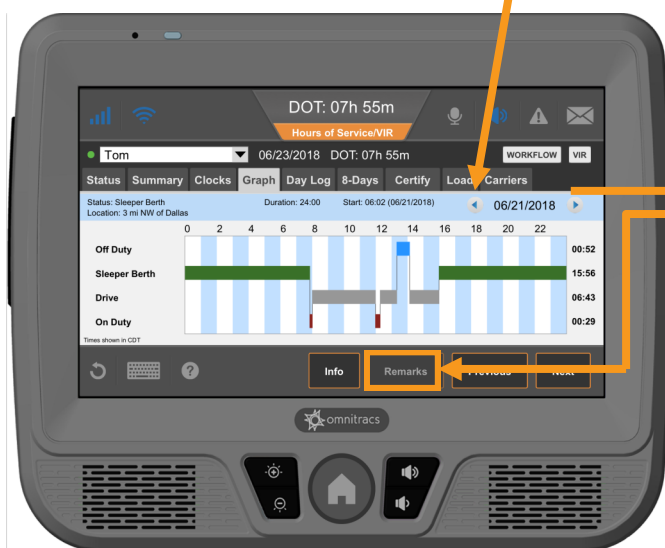 DOT: 07h 55m
Hours of Service/VIR
Tom 06/23/2018 DOT: 07h 55m WORKFLOW VIR
Status Summary Clocks Graph Day Log 8-Days Certify Load Carriers
Status: Sleeper Berth Duration: 24:00 Start: 06:02 (06/21/2018) 06/21/2018
Location: 3 mi NW of Dallas
0 2 4 6 8 10 12 14 16 18 20 22
Off Duty 00:52
Sleeper Berth 15:56
Drive 06:43
On Duty 00:29
Times shown in CDT
? Info Remarks Previous Next
omnitracs